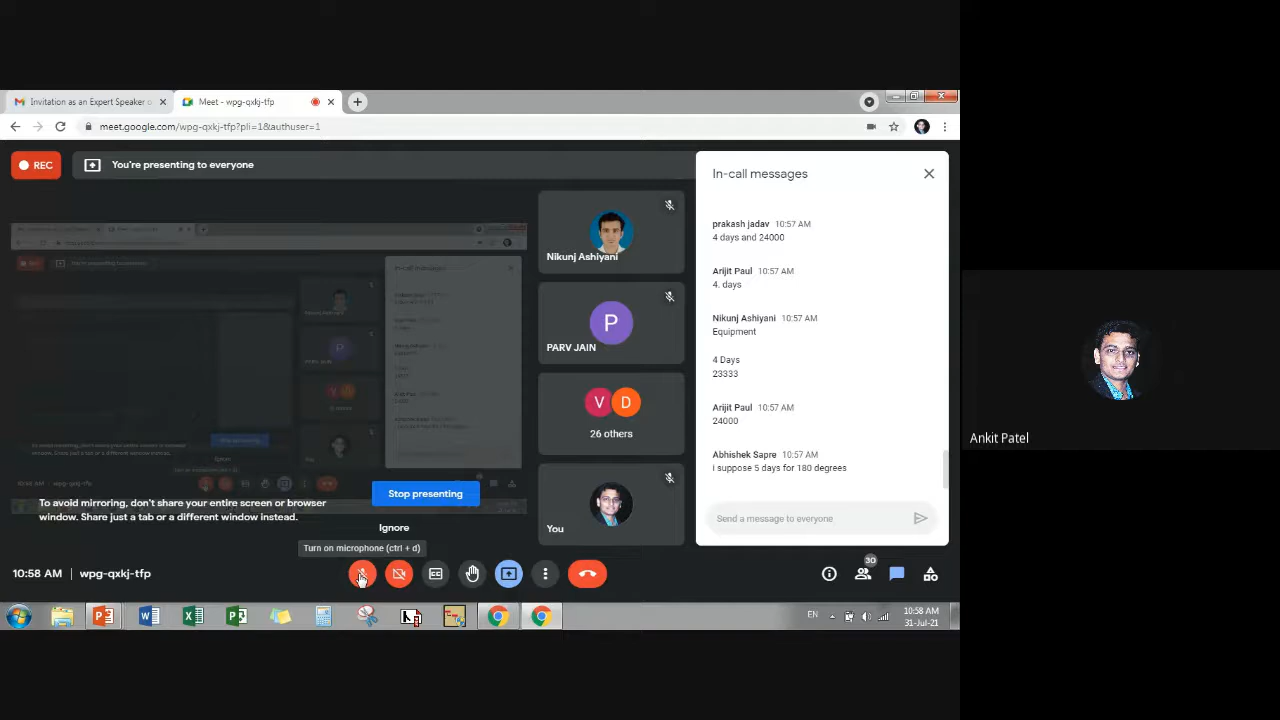 Invitation as an Expert Speaker o
Meet - wpg-qxkj-tfp
meet.google.com/wpg-qxkj-tfp?pli=1&authuser=1
REC
You're presenting to everyone
In-call messages
prakash jadav 10:57 AM
4 days and 24000
Arijit Paul 10:57 AM
4. days
Nikunj Ashiyani 10:57 AM
Equipment
4 Days
23333
Arijit Paul 10:57 AM
24000
Abhishek Sapre 10:57 AM
i suppose 5 days for 180 degrees
Send a message to everyone
Nikunj Ashiyani
P
PARV JAIN
V D
26 others
You
Stop presenting
To avoid mirroring, don't share your entire screen or browser
window. Share just a tab or a different window instead.
Ignore
Turn on microphone (ctrl + d)
10:58 AM | wpg-qxkj-tfp
30
EN
10:58 AM
31-Jul-21
Ankit Patel